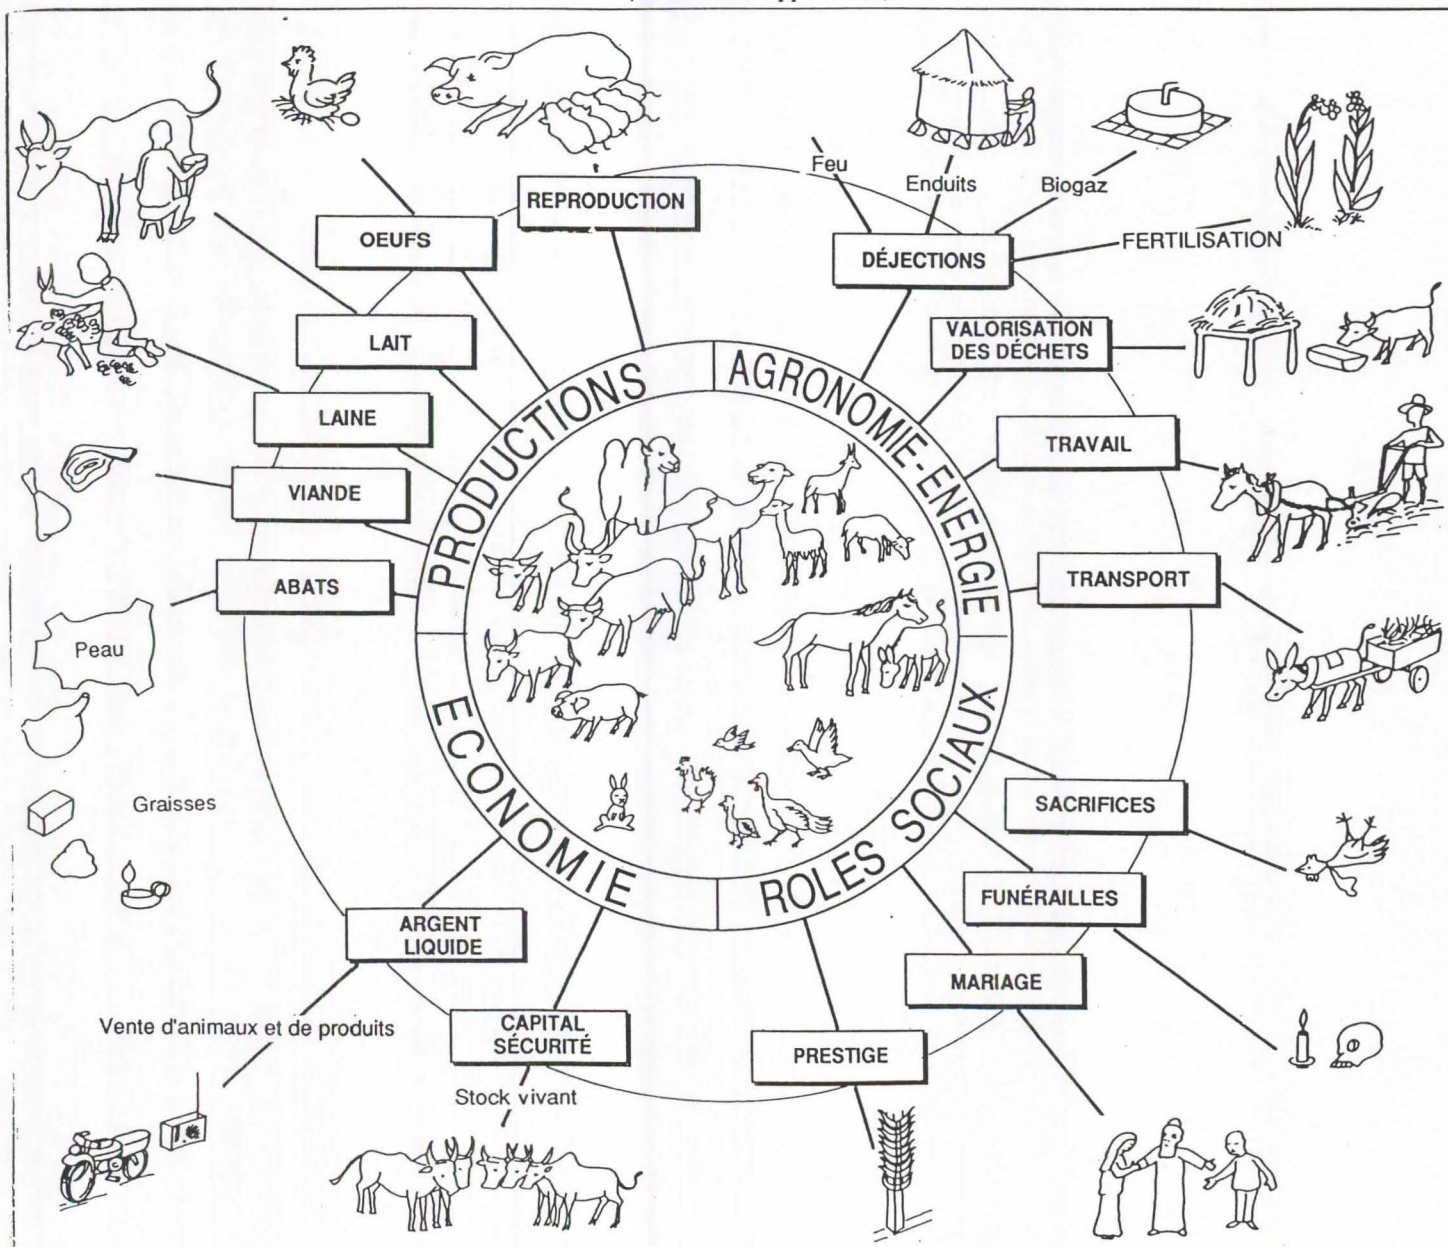 Feu
Enduits
Biogaz
REPRODUCTION
OEUFS
FERTILISATION
DÉJECTIONS
LAIT
VALORISATION
DES DÉCHETS
PRODUCTIONS
AGRONOMIE-ENERGIE
LAINE
TRAVAIL
VIANDE
ABATS
TRANSPORT
Peau
ECONOMIE
ROLES SOCIAUX
Graisses
SACRIFICES
FUNÉRAILLES
ARGENT
LIQUIDE
MARIAGE
Vente d'animaux et de produits
CAPITAL
SÉCURITÉ
PRESTIGE
Stock vivant